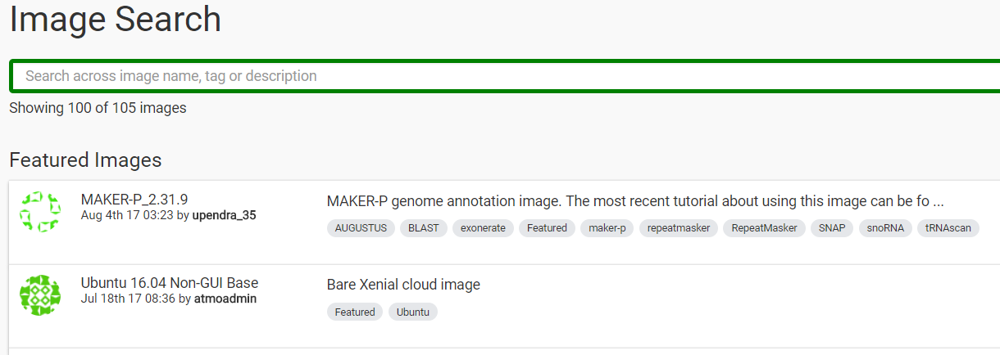 Image Search
Search across image name, tag or description
Showing 100 of 105 images
Featured Images
MAKER-P_2.31.9
Aug 4th 17 03:23 by upendra_35
MAKER-P genome annotation image. The most recent tutorial about using this image can be fo ...
AUGUSTUS BLAST exonerate Featured maker-p repeatmasker RepeatMasker SNAP snoRNA tRNAscan
Ubuntu 16.04 Non-GUI Base
Jul 18th 17 08:36 by atmoadmin
Bare Xenial cloud image
Featured Ubuntu